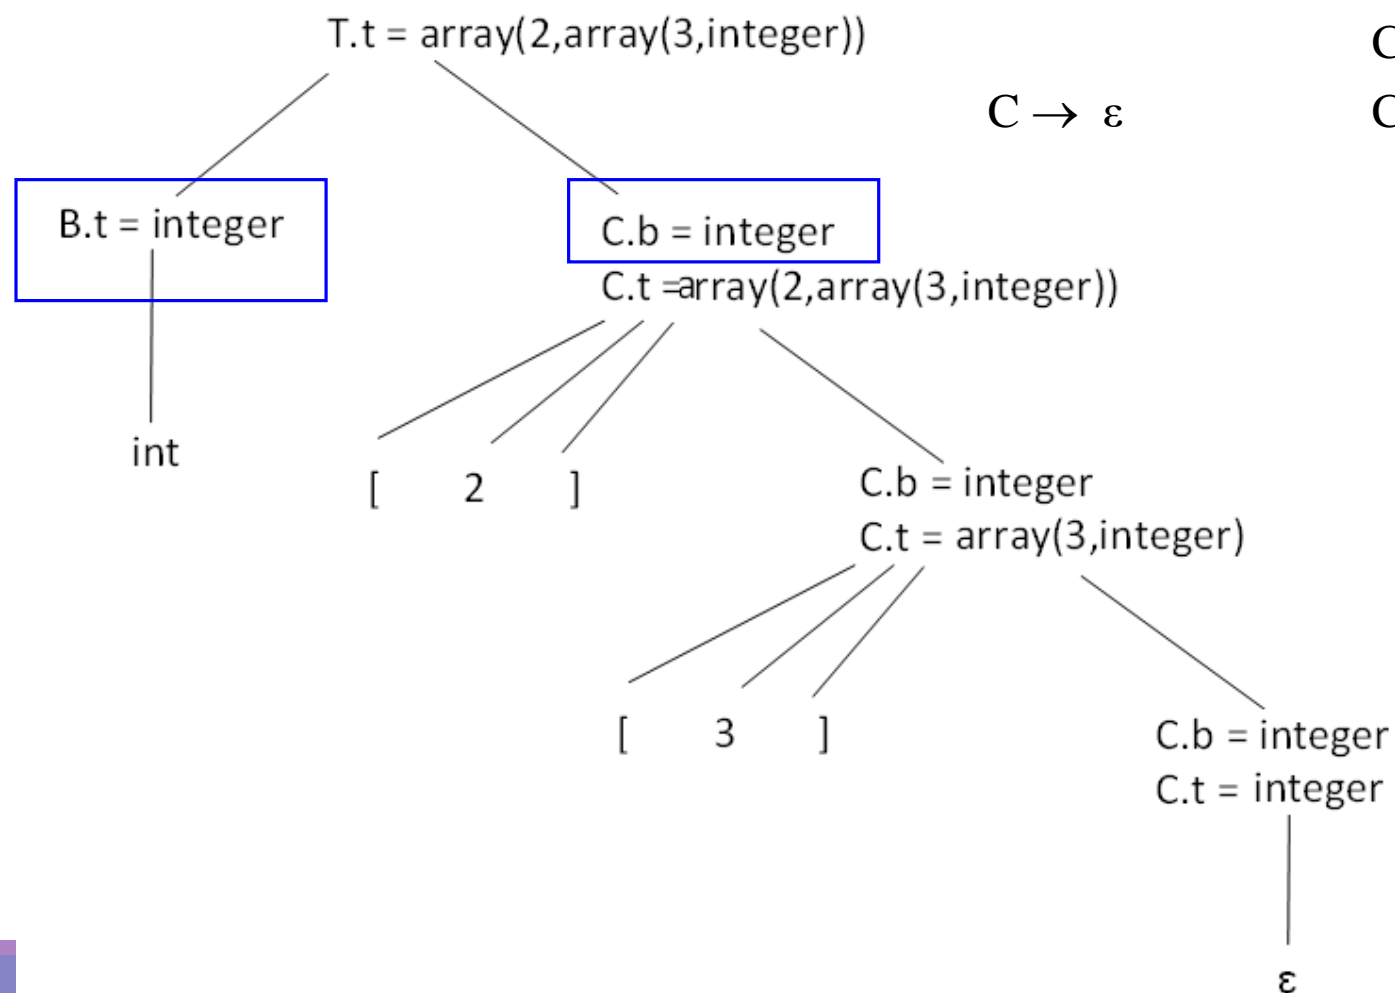 T.t = array(2,array(3,integer))
C
C → ε
C
B.t = integer
C.b = integer
C.t =array(2,array(3,integer))
int
[ 2 ]
C.b = integer
C.t = array(3,integer)
[ 3 ]
C.b = integer
C.t = integer
ε